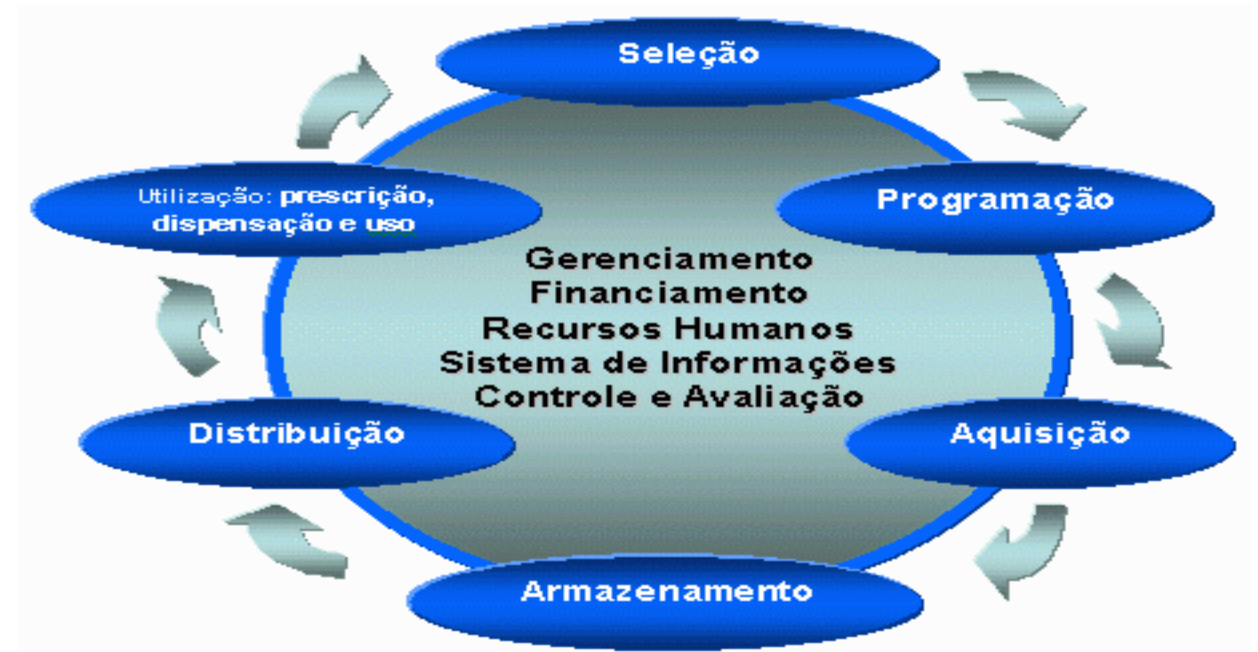 Seleção
Programação
Utilização: prescrição,
dispensação e uso
Gerenciamento
Financiamento
Recursos Humanos
Sistema de Informações
Controle e Avaliação
Distribuição
Aquisição
Armazenamento